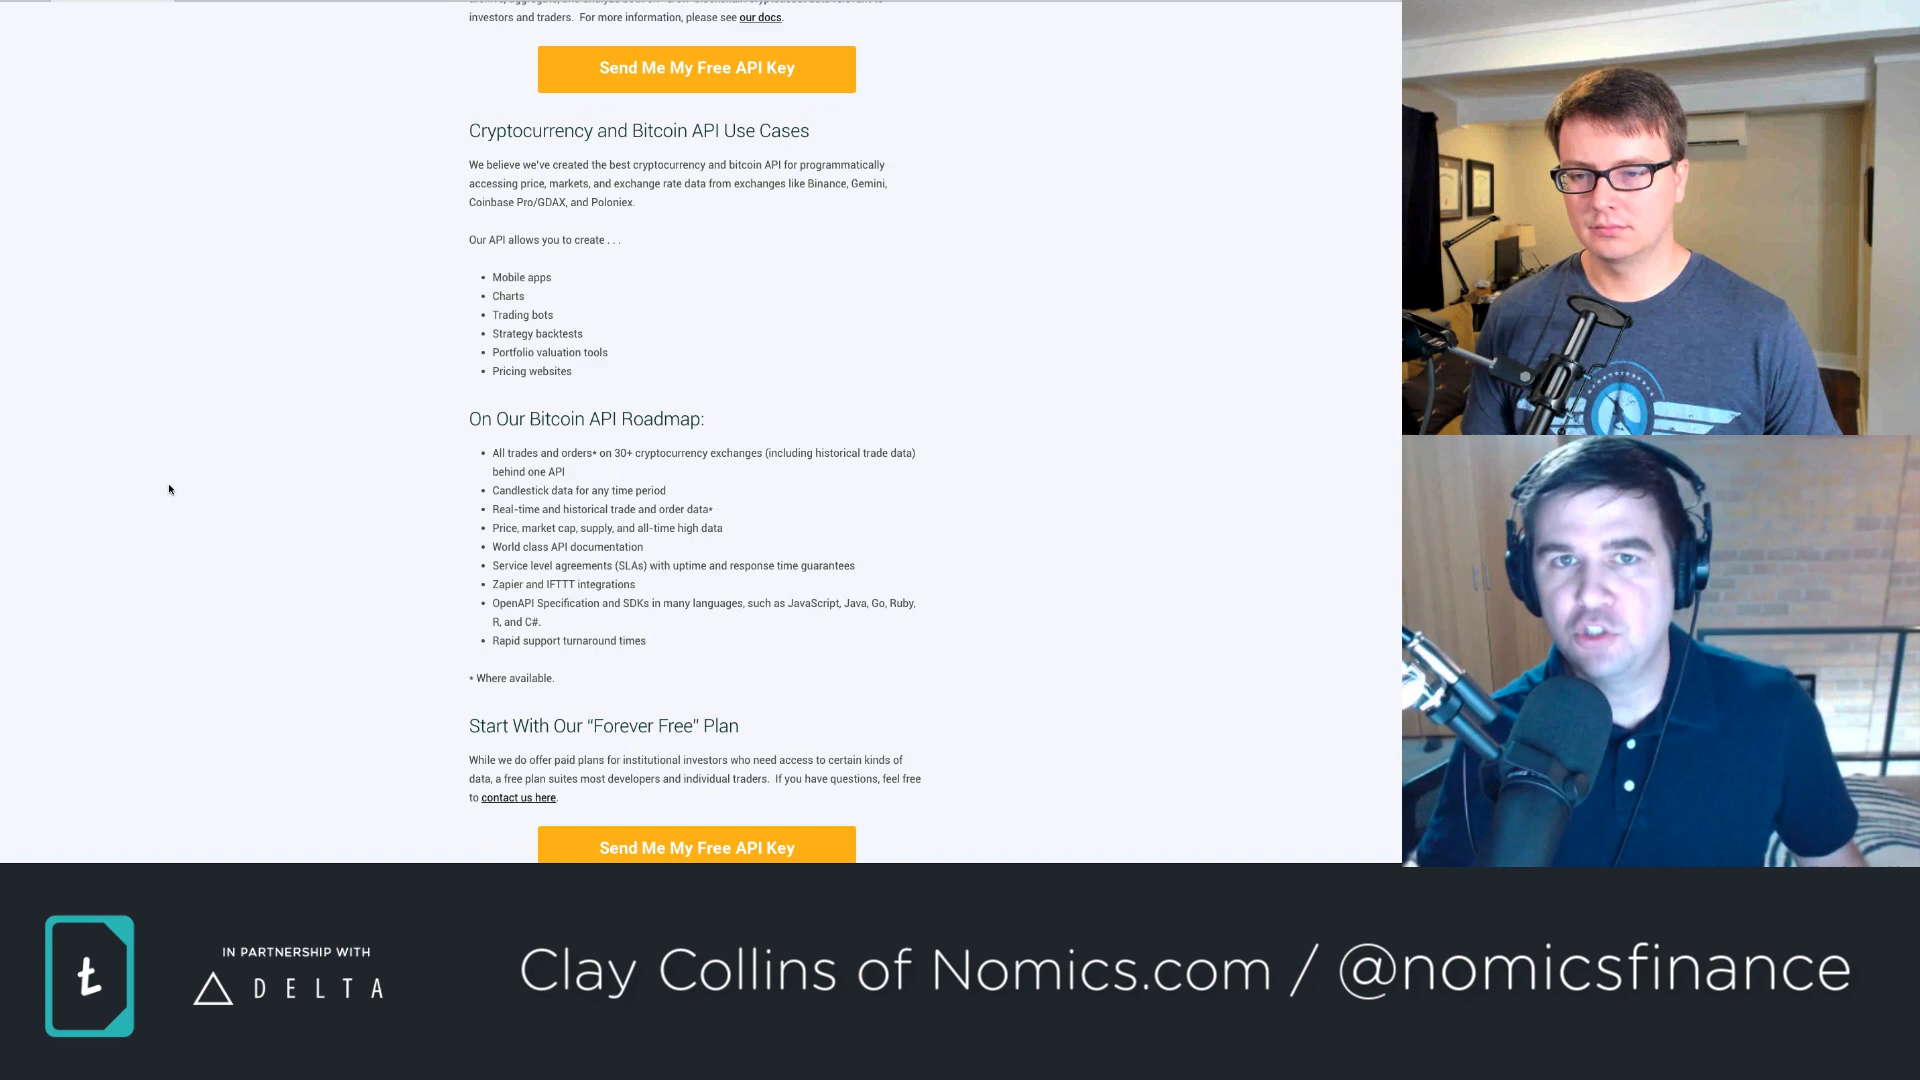 investors and traders. For more information, please see our docs.
Send Me My Free API Key
Cryptocurrency and Bitcoin API Use Cases
We believe we've created the best cryptocurrency and bitcoin API for programmatically
accessing price, markets, and exchange rate data from exchanges like Binance, Gemini,
Coinbase Pro/GDAX, and Poloniex.
Our API allows you to create . . .
• Mobile apps
• Charts
• Trading bots
• Strategy backtests
• Portfolio valuation tools
• Pricing websites
On Our Bitcoin API Roadmap:
• All trades and orders* on 30+ cryptocurrency exchanges (including historical trade data)
behind one API
• Candlestick data for any time period
• Real-time and historical trade and order data*
• Price, market cap, supply, and all-time high data
• World class API documentation
• Service level agreements (SLAs) with uptime and response time guarantees
• Zapier and IFTTT integrations
• OpenAPI Specification and SDKs in many languages, such as JavaScript, Java, Go, Ruby,
R, and C#.
• Rapid support turnaround times
* Where available.
Start With Our “Forever Free” Plan
While we do offer paid plans for institutional investors who need access to certain kinds of
data, a free plan suites most developers and individual traders. If you have questions, feel free
to contact us here.
Send Me My Free API Key
IN PARTNERSHIP WITH
DELTA
Clay Collins of Nomics.com / @nomicsfinance